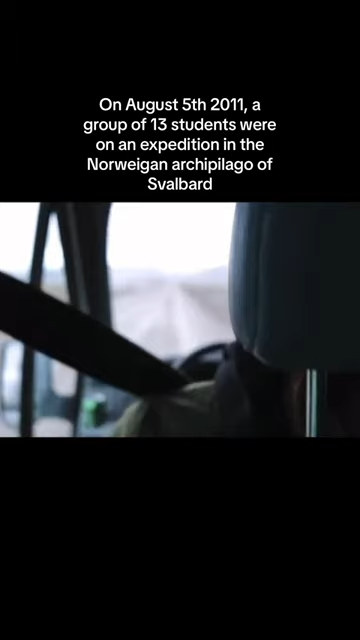 On August 5th 2011, a
group of 13 students were
on an expedition in the
Norweigan archipilago of
Svalbard